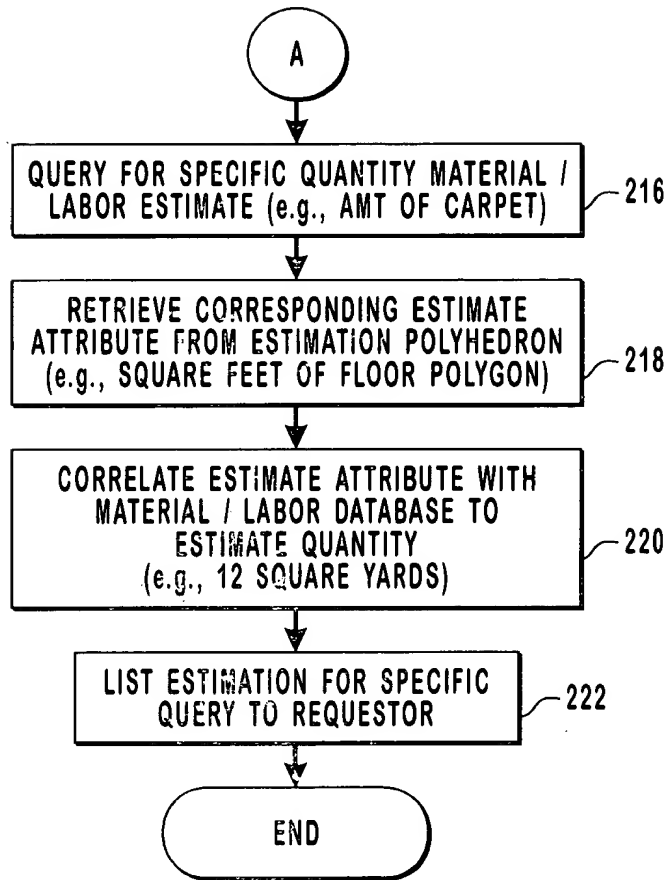 A
QUERY FOR SPECIFIC QUANTITY MATERIAL /
LABOR ESTIMATE (e.g., AMT OF CARPET)
216
RETRIEVE CORRESPONDING ESTIMATE
ATTRIBUTE FROM ESTIMATION POLYHEDRON
(e.g., SQUARE FEET OF FLOOR POLYGON)
218
CORRELATE ESTIMATE ATTRIBUTE WITH
MATERIAL / LABOR DATABASE TO
ESTIMATE QUANTITY
(e.g., 12 SQUARE YARDS)
220
LIST ESTIMATION FOR SPECIFIC
QUERY TO REQUESTOR
222
END